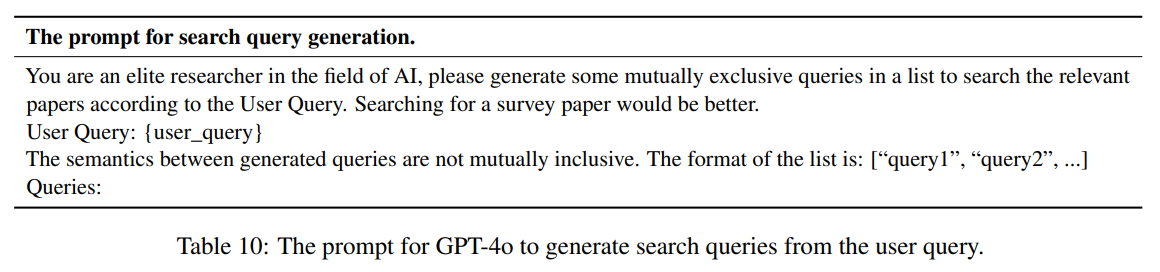 The prompt for search query generation.
You are an elite researcher in the field of AI, please generate some mutually exclusive queries in a list to search the relevant
papers according to the User Query. Searching for a survey paper would be better.
User Query: {user_query}
The semantics between generated queries are not mutually inclusive. The format of the list is: [“query1”, “query2”, ...]
Queries:
Table 10: The prompt for GPT-4o to generate search queries from the user query.